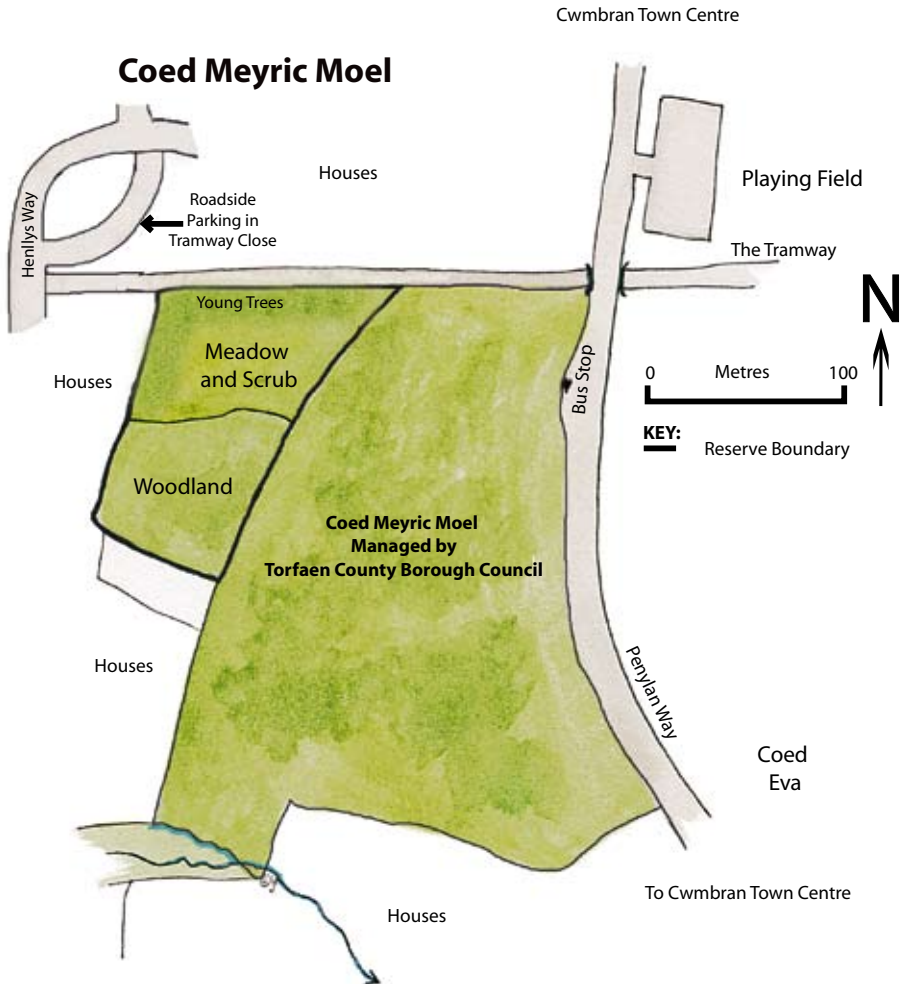 Cwmbran Town Centre
Coed Meyric Moel
Houses
Playing Field
Henllys Way
Roadside
Parking in
Tramway Close
The Tramway
N
Young Trees
Meadow
and Scrub
Houses
Bus Stop
0 Metres 100
KEY:
Reserve Boundary
Woodland
Coed Meyric Moel
Managed by
Torfaen County Borough Council
Houses
Penylan Way
Coed
Eva
To Cwmbran Town Centre
Houses